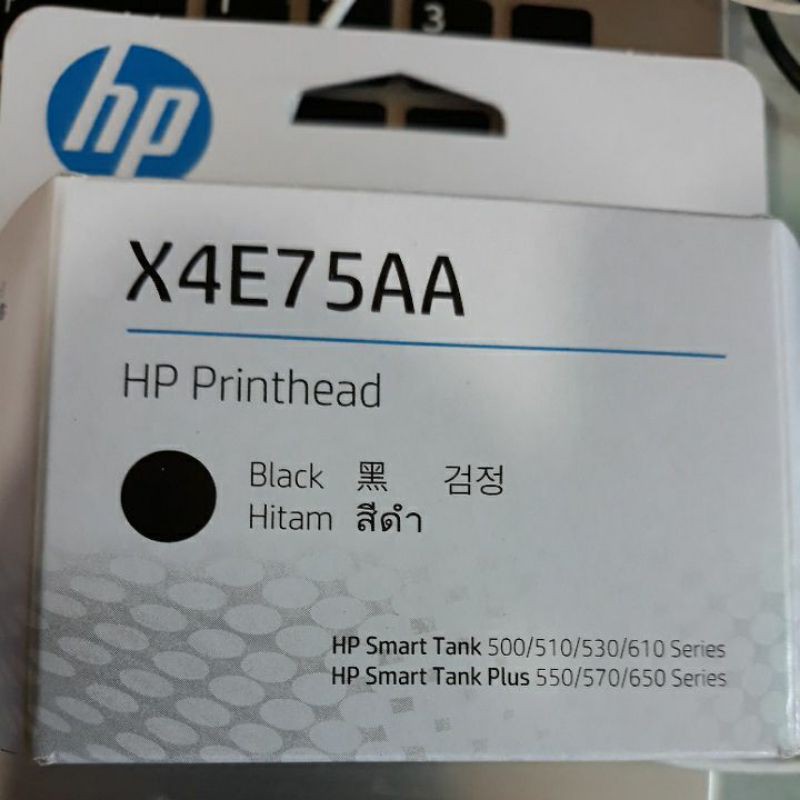 3
hp
X4E75AA
HP Printhead
Black 黑 검정
Hitam สีดำ
HP Smart Tank 500/510/530/610 Series
HP Smart Tank Plus 550/570/650 Series